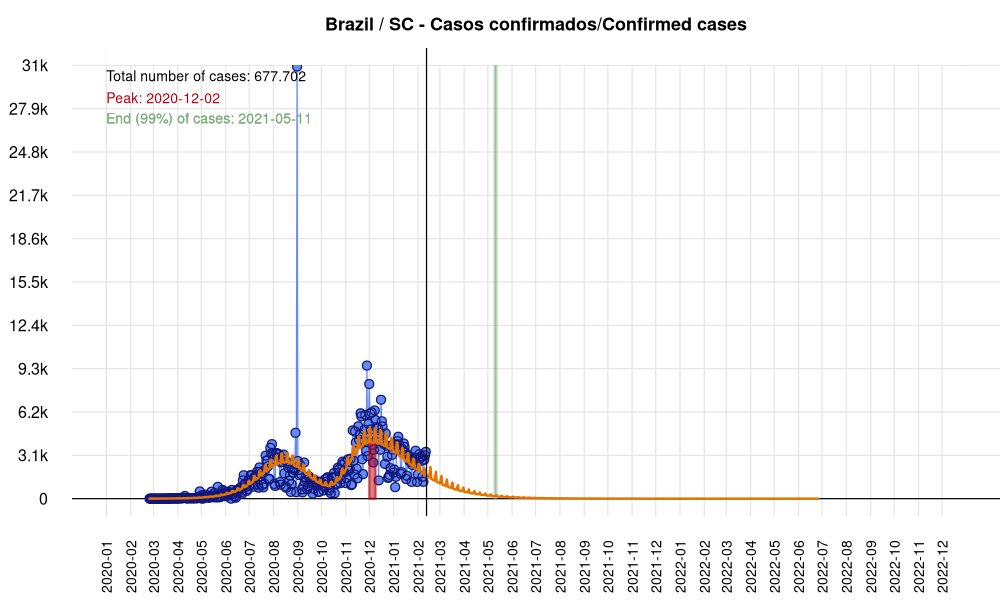 Brazil / SC - Casos confirmados/Confirmed cases
Total number of cases: 677.702
Peak: 2020-12-02
End (99%) of cases: 2021-05-11
31k
27.9k
24.8k
21.7k
18.6k
15.5k
12.4k
9.3k
6.2k
3.1k
0
2020-01
2020-02
2020-03
2020-04
2020-05
2020-06
2020-07
2020-08
2020-09
2020-10
2020-11
2020-12
2021-01
2021-02
2021-03
2021-04
2021-05
2021-06
2021-07
2021-08
2021-09
2021-10
2021-11
2021-12
2022-01
2022-02
2022-03
2022-04
2022-05
2022-06
2022-07
2022-08
2022-09
2022-10
2022-11
2022-12